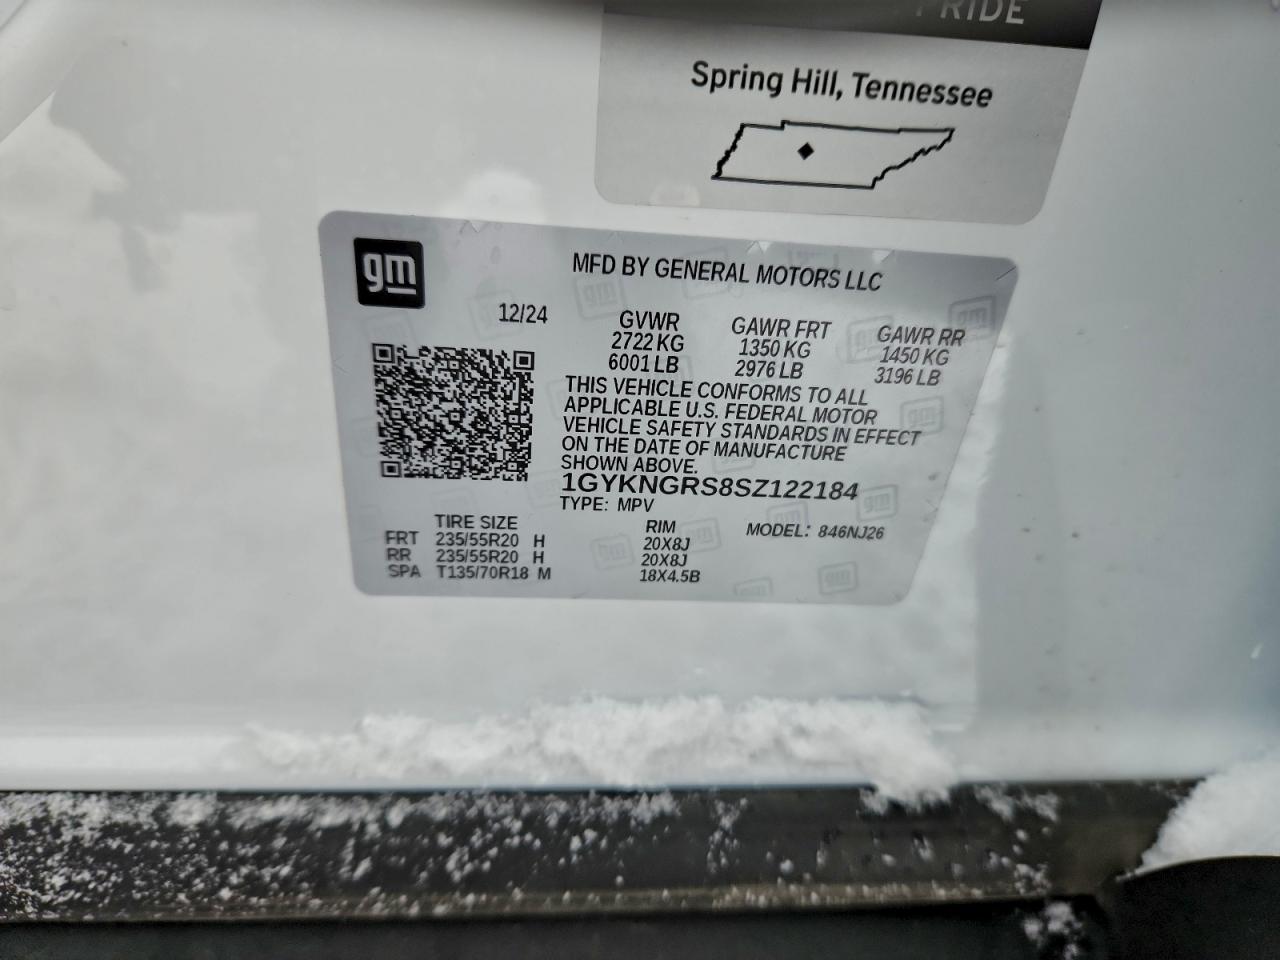 PRIDE
Spring Hill, Tennessee
gm
MFD BY GENERAL MOTORS LLC
12/24
GVWR GAWR FRT GAWR RR
2722 KG 1350 KG 1450 KG
6001 LB 2976 LB 3196 LB
THIS VEHICLE CONFORMS TO ALL
APPLICABLE U.S. FEDERAL MOTOR
VEHICLE SAFETY STANDARDS IN EFFECT
ON THE DATE OF MANUFACTURE
SHOWN ABOVE.
1GYKNGRS8SZ122184
TYPE: MPV
TIRE SIZE RIM MODEL: 846NJ26
FRT 235/55R20 H 20X8J
RR 235/55R20 H 20X8J
SPA T135/70R18 M 18X4.5B